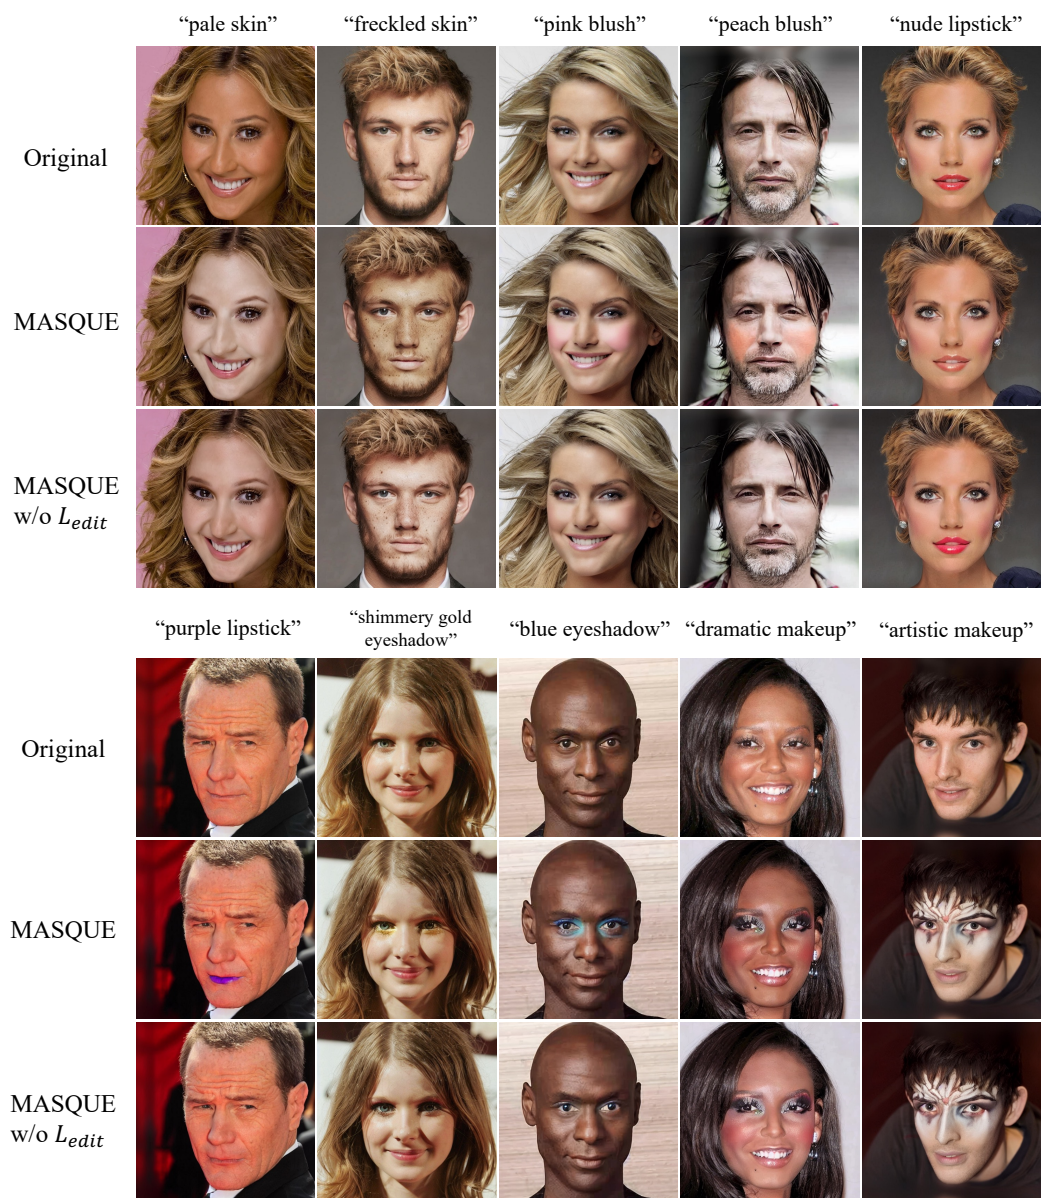 “pale skin” “freckled skin” “pink blush” “peach blush” “nude lipstick”
Original
MASQUE
MASQUE
w/o L_edit
“purple lipstick” “shimmery gold
eyeshadow” “blue eyeshadow” “dramatic makeup” “artistic makeup”
Original
MASQUE
MASQUE
w/o L_edit